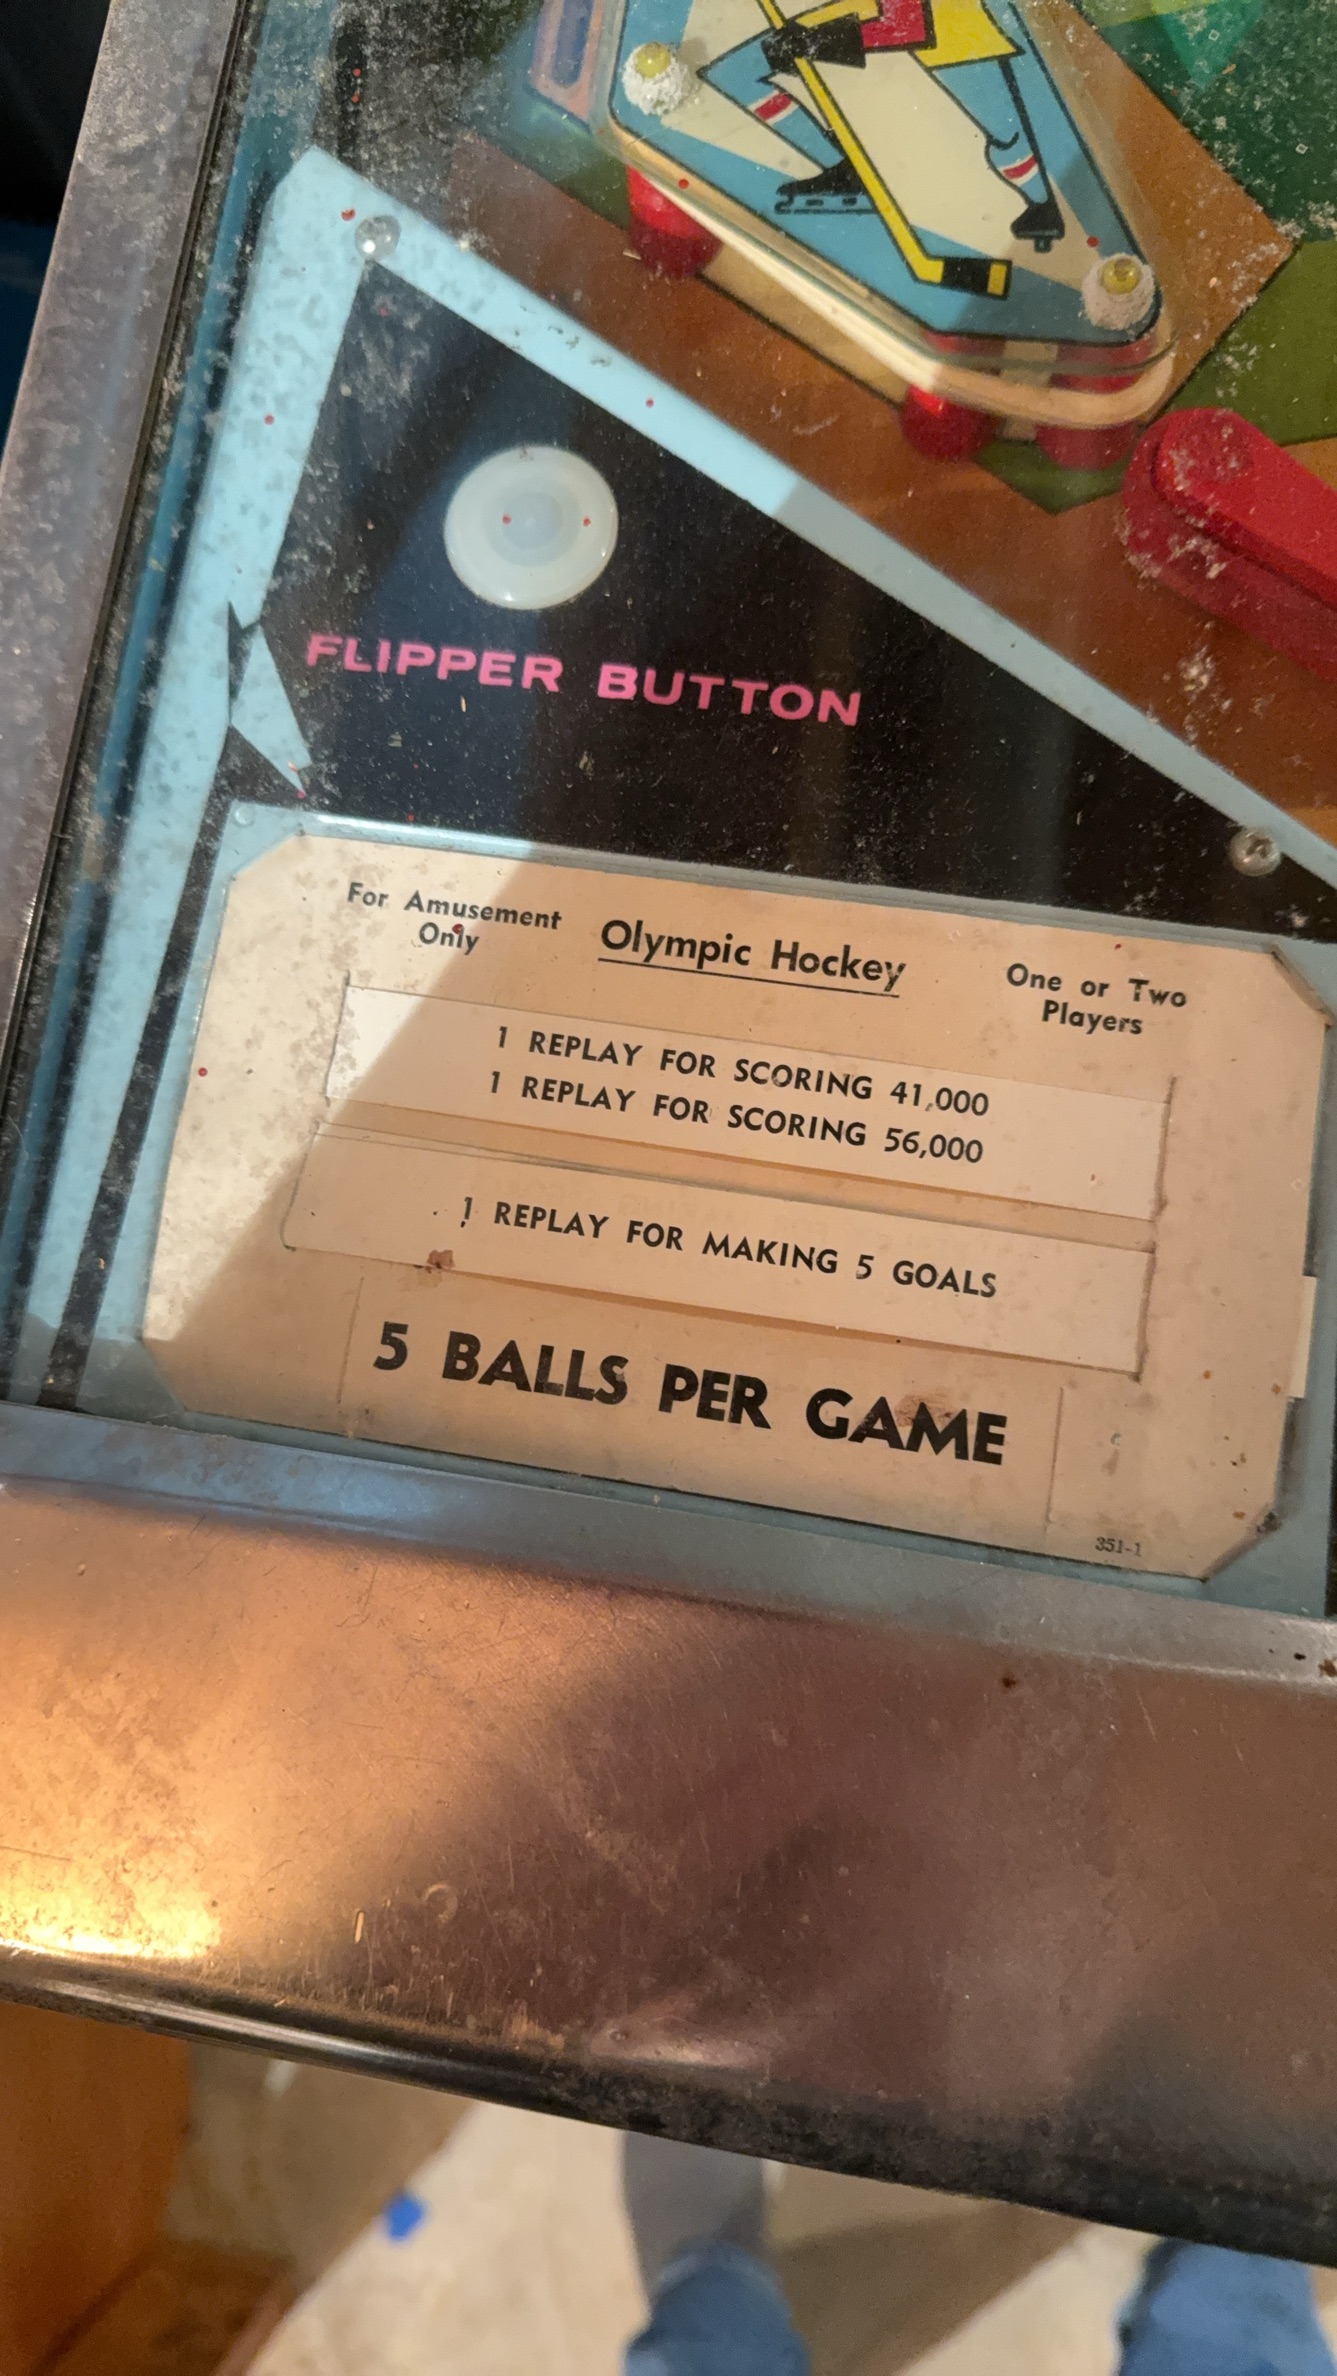 FLIPPER BUTTON
For Amusement
Only
Olympic Hockey
One or Two
Players
1 REPLAY FOR SCORING 41,000
1 REPLAY FOR SCORING 56,000
1 REPLAY FOR MAKING 5 GOALS
5 BALLS PER GAME
351-1